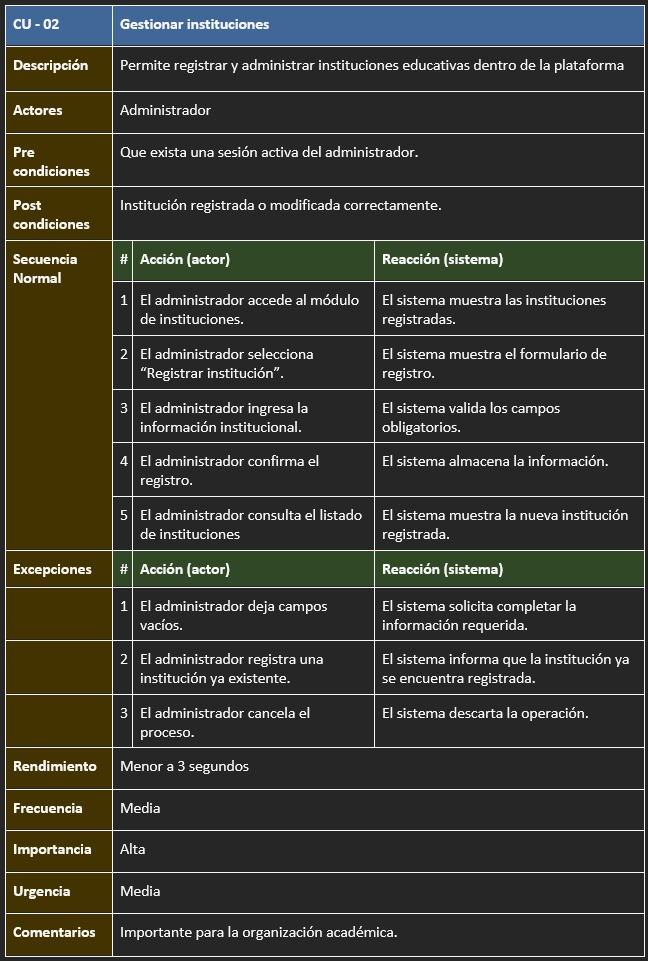 CU - 02
Gestionar instituciones
Descripción
Permite registrar y administrar instituciones educativas dentro de la plataforma
Actores
Administrador
Pre
condiciones
Que exista una sesión activa del administrador.
Post
condiciones
Institución registrada o modificada correctamente.
Secuencia
Normal
#
Acción (actor)
Reacción (sistema)
1
El administrador accede al módulo
de instituciones.
El sistema muestra las instituciones
registradas.
2
El administrador selecciona
“Registrar institución”.
El sistema muestra el formulario de
registro.
3
El administrador ingresa la
información institucional.
El sistema valida los campos
obligatorios.
4
El administrador confirma el
registro.
El sistema almacena la información.
5
El administrador consulta el listado
de instituciones
El sistema muestra la nueva institución
registrada.
Excepciones
#
Acción (actor)
Reacción (sistema)
1
El administrador deja campos
vacíos.
El sistema solicita completar la
información requerida.
2
El administrador registra una
institución ya existente.
El sistema informa que la institución ya
se encuentra registrada.
3
El administrador cancela el
proceso.
El sistema descarta la operación.
Rendimiento
Menor a 3 segundos
Frecuencia
Media
Importancia
Alta
Urgencia
Media
Comentarios
Importante para la organización académica.